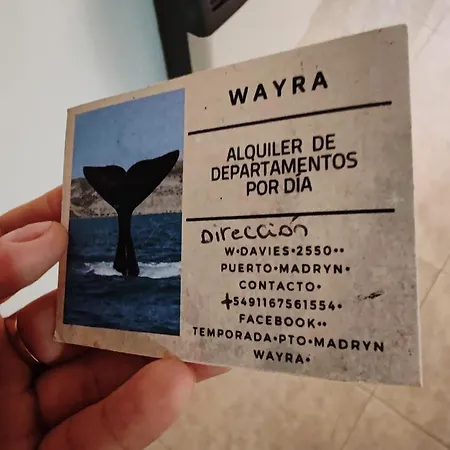 WAYRA
ALQUILER DE
DEPARTAMENTOS
POR DÍA
Dirección
W•DAVIES•2550••
PUERTO•MADRYN•
CONTACTO•
+5491167561554•
FACEBOOK••
TEMPORADA•PTO•MADRYN
WAYRA•